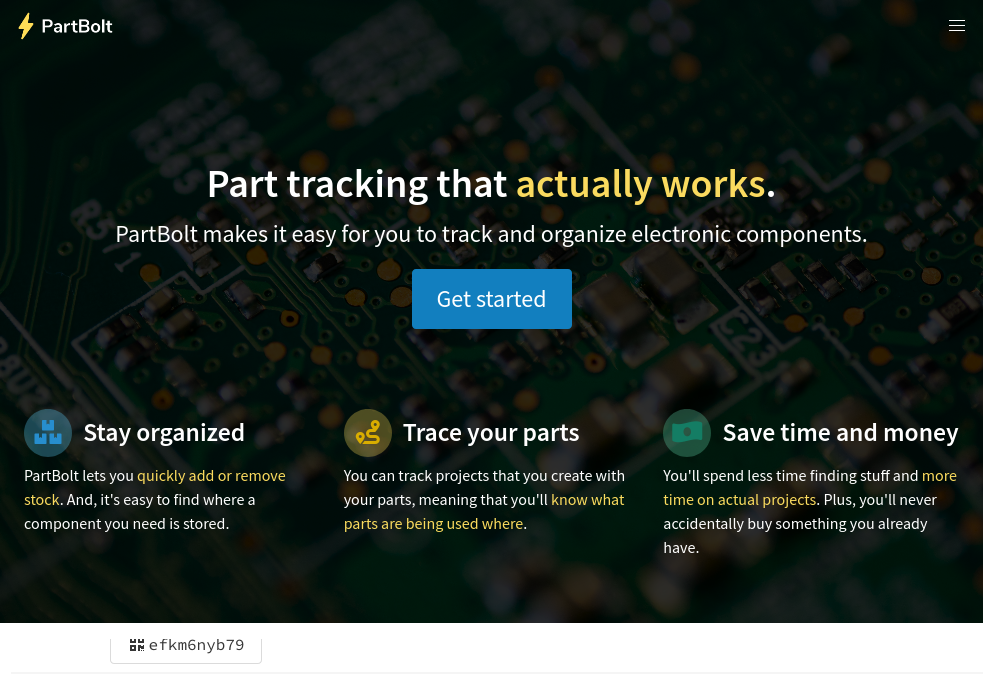 PartBolt
Part tracking that actually works.
PartBolt makes it easy for you to track and organize electronic components.
Get started
Stay organized
PartBolt lets you quickly add or remove
stock. And, it's easy to find where a
component you need is stored.
Trace your parts
You can track projects that you create with
your parts, meaning that you'll know what
parts are being used where.
Save time and money
You'll spend less time finding stuff and more
time on actual projects. Plus, you'll never
accidentally buy something you already
have.
efkm6nyb79
C23